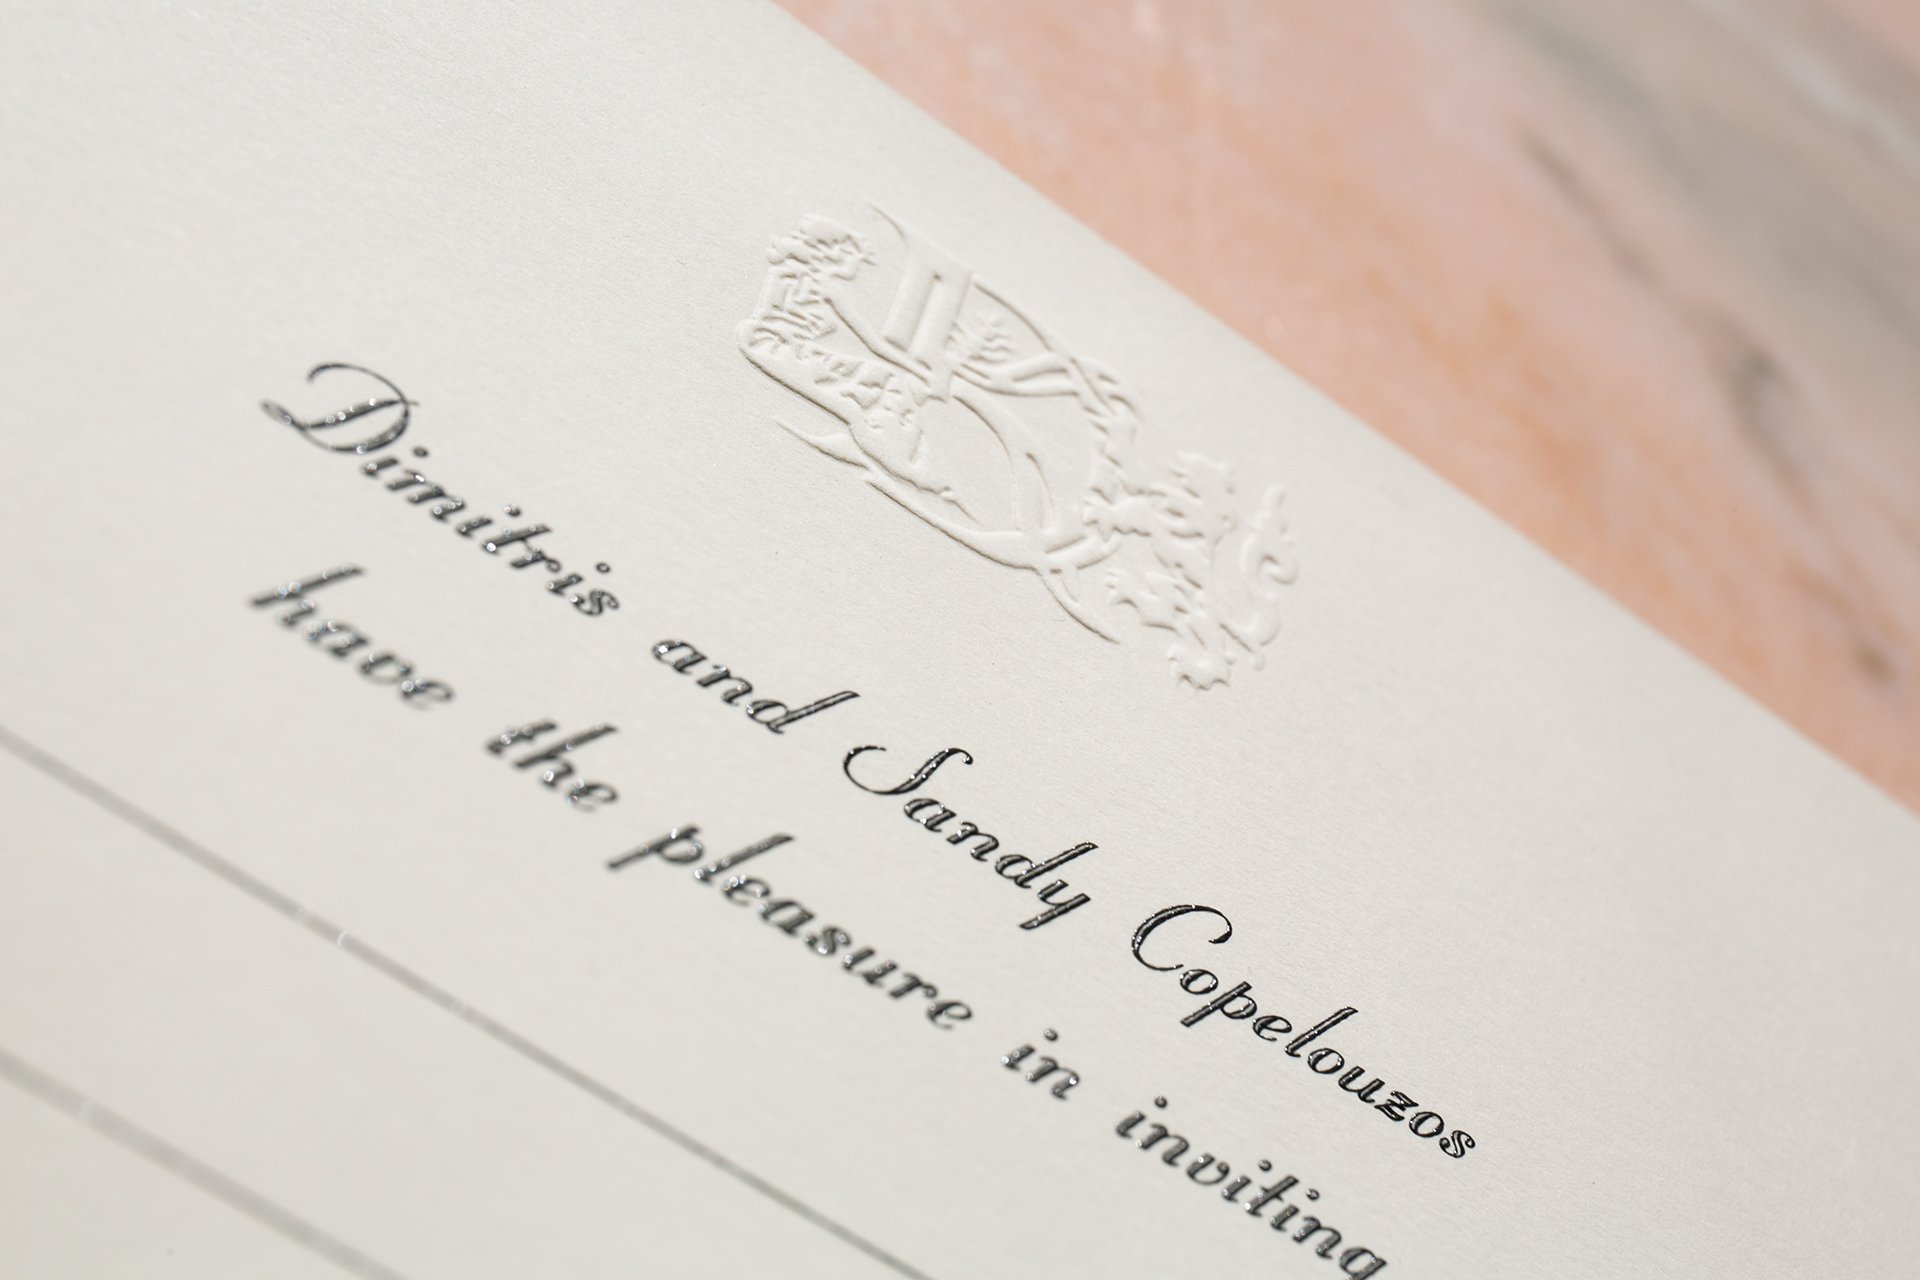 Dimitris and Sandy Copelouzos
have the pleasure in inviting